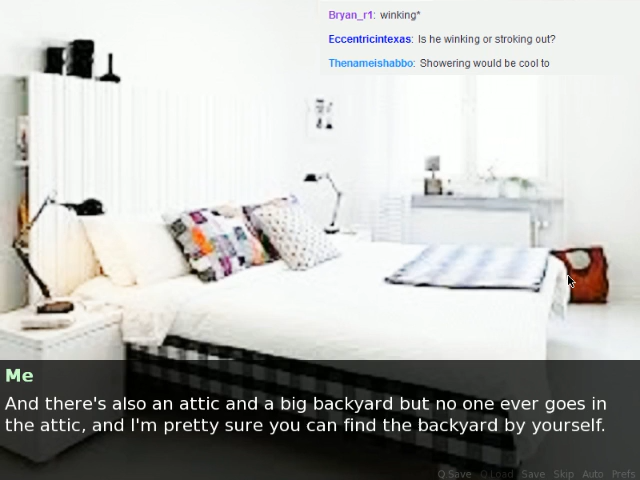 Bryan_r1: winking*
Eccentricintexas: Is he winking or stroking out?
Thenameishabbo: Showering would be cool to
Me
And there's also an attic and a big backyard but no one ever goes in
the attic, and I'm pretty sure you can find the backyard by yourself.
Q.Save Q.Load Save Skip Auto Prefs